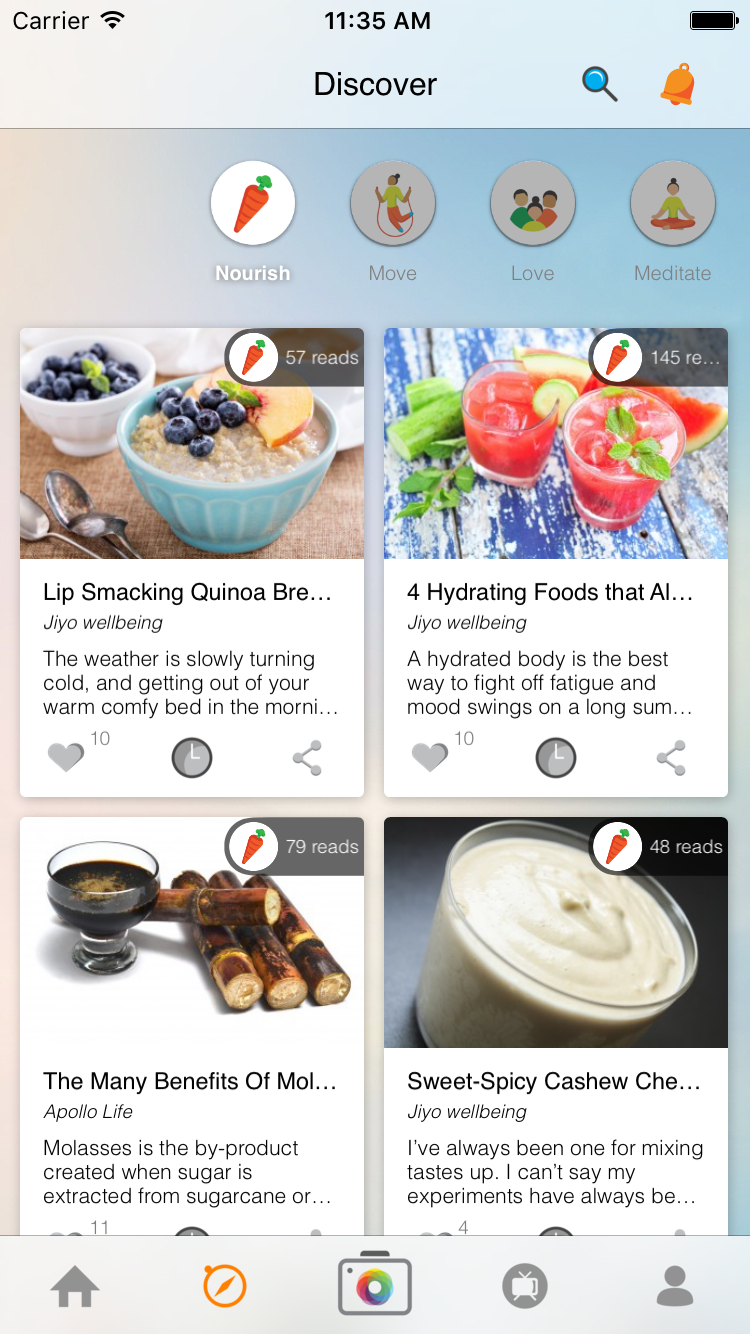 Carrier 11:35 AM
Discover
Nourish Move Love Meditate
57 reads
Lip Smacking Quinoa Bre...
Jiyo wellbeing
The weather is slowly turning
cold, and getting out of your
warm comfy bed in the morni...
10
145 re...
4 Hydrating Foods that Al...
Jiyo wellbeing
A hydrated body is the best
way to fight off fatigue and
mood swings on a long sum...
10
79 reads
The Many Benefits Of Mol...
Apollo Life
Molasses is the by-product
created when sugar is
extracted from sugarcane or...
11
48 reads
Sweet-Spicy Cashew Che...
Jiyo wellbeing
I've always been one for mixing
tastes up. I can't say my
experiments have always be...
4